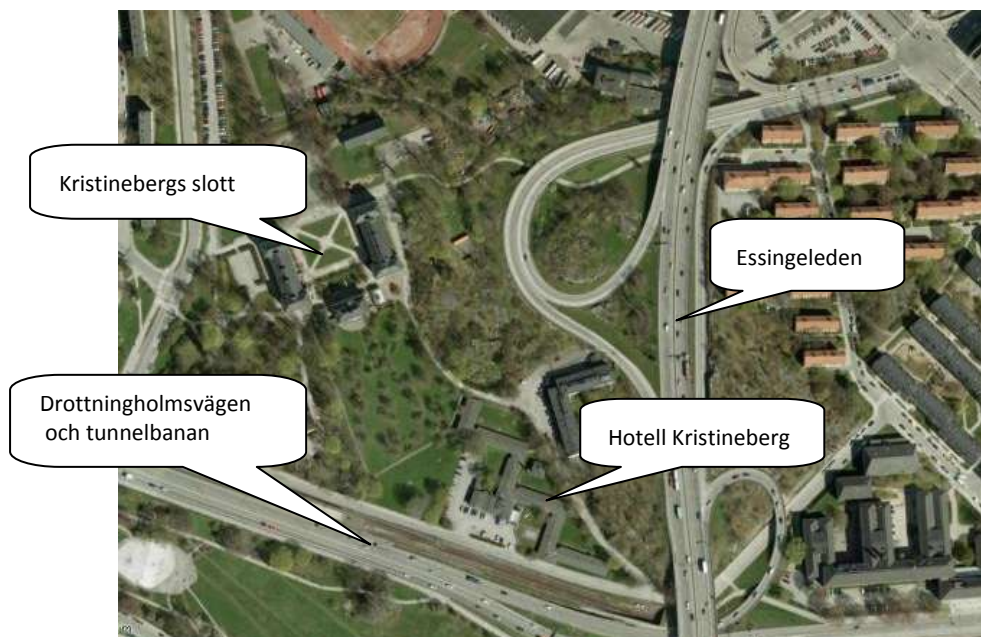 Kristinebergs slott
Essingeleden
Drottningholmsvägen
och tunnelbanan
Hotell Kristineberg